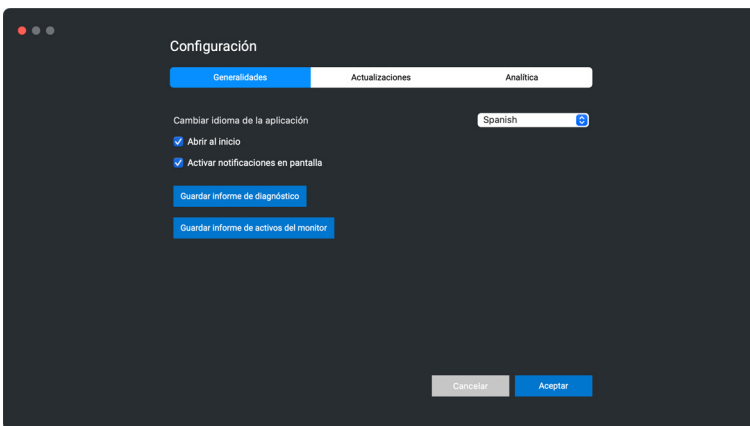 Configuración
Generalidades Actualizaciones Analítica
Cambiar idioma de la aplicación Spanish
Abrir al inicio
Activar notificaciones en pantalla
Guardar informe de diagnóstico
Guardar informe de activos del monitor
Cancelar Aceptar